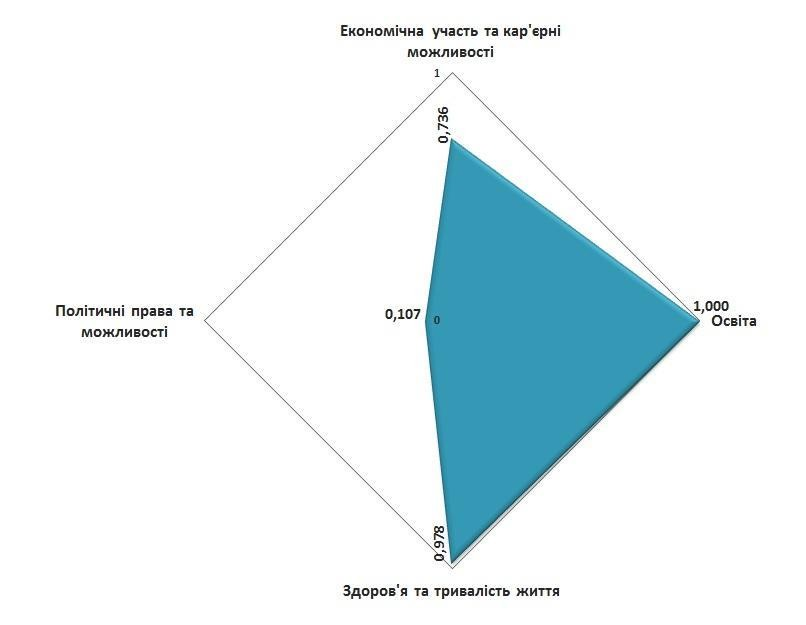 Економічна участь та кар'єрні
можливості
1
0,736
Політичні права та
можливості
0,107
0
1,000
Освіта
0,978
Здоров'я та тривалість життя